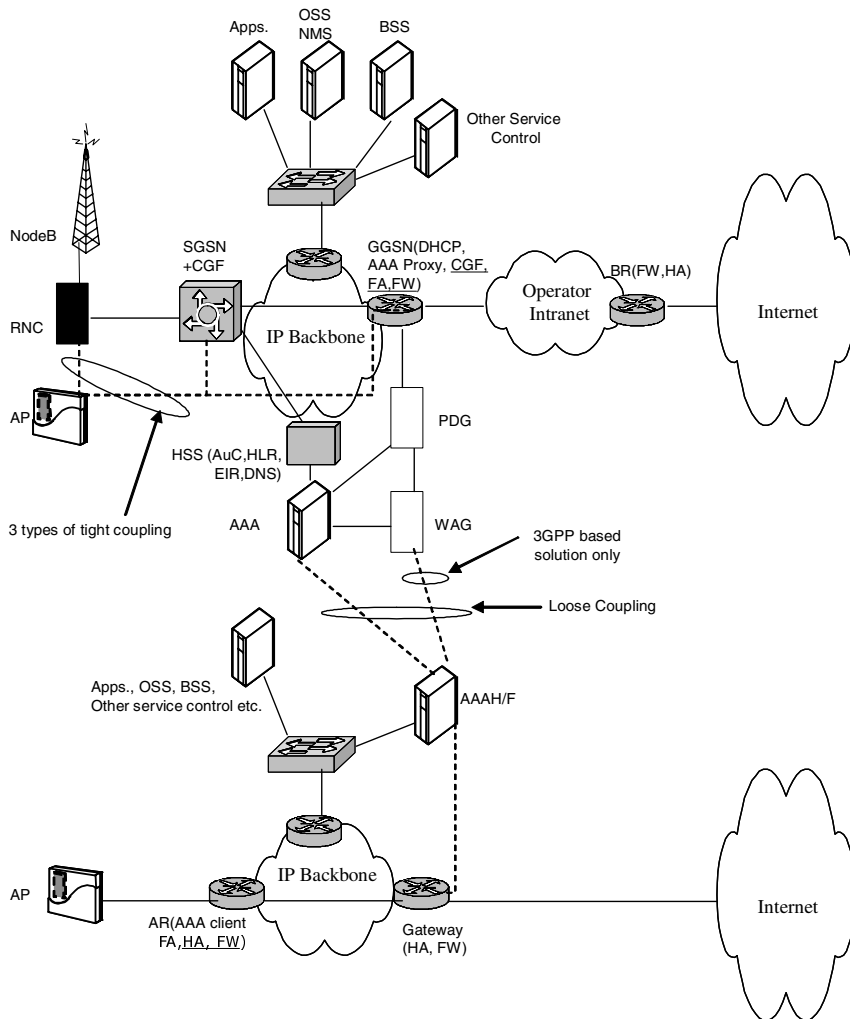 Apps.
OSS
NMS
BSS
Other Service
Control
NodeB
SGSN
+CGF
GGSN(DHCP,
AAA Proxy, CGF,
FA,FW)
BR(FW,HA)
Operator
Intranet
Internet
RNC
IP Backbone
AP
PDG
HSS (AuC,HLR,
EIR,DNS)
3 types of tight coupling
AAA
WAG
3GPP based
solution only
Loose Coupling
Apps., OSS, BSS,
Other service control etc.
AAAH/F
IP Backbone
AP
Internet
AR(AAA client
FA,HA, FW)
Gateway
(HA, FW)